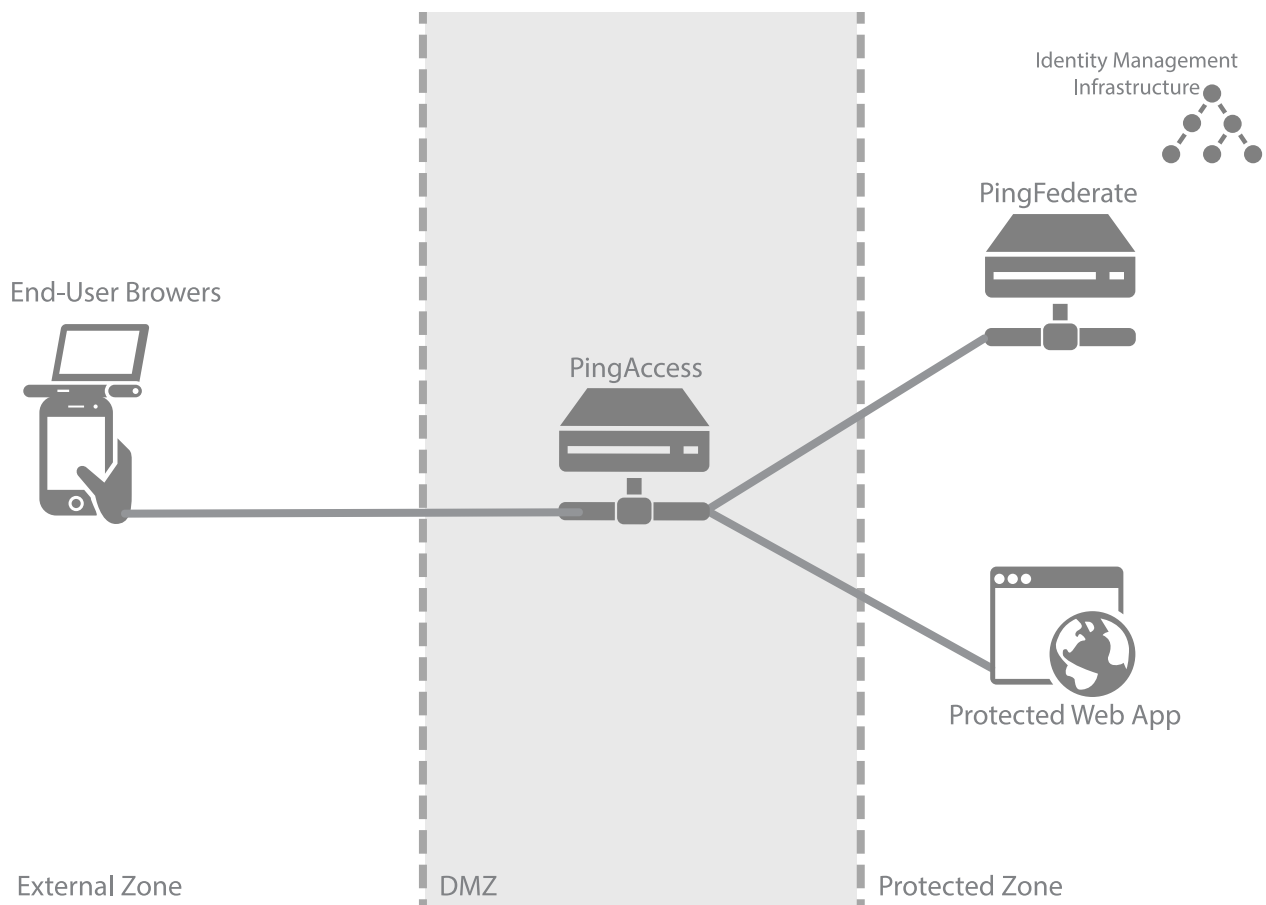 Identity Management
Infrastructure
PingFederate
End-User Browers
PingAccess
Protected Web App
External Zone
DMZ
Protected Zone